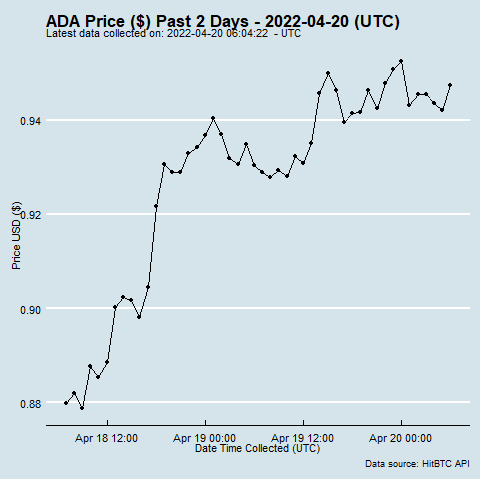 ADA Price ($) Past 2 Days - 2022-04-20 (UTC)
Latest data collected on: 2022-04-20 06:04:22  - UTC
Price USD ($)
0.94
0.92
0.90
0.88
Apr 18 12:00
Apr 19 00:00
Apr 19 12:00
Apr 20 00:00
Date Time Collected (UTC)
Data source: HitBTC API